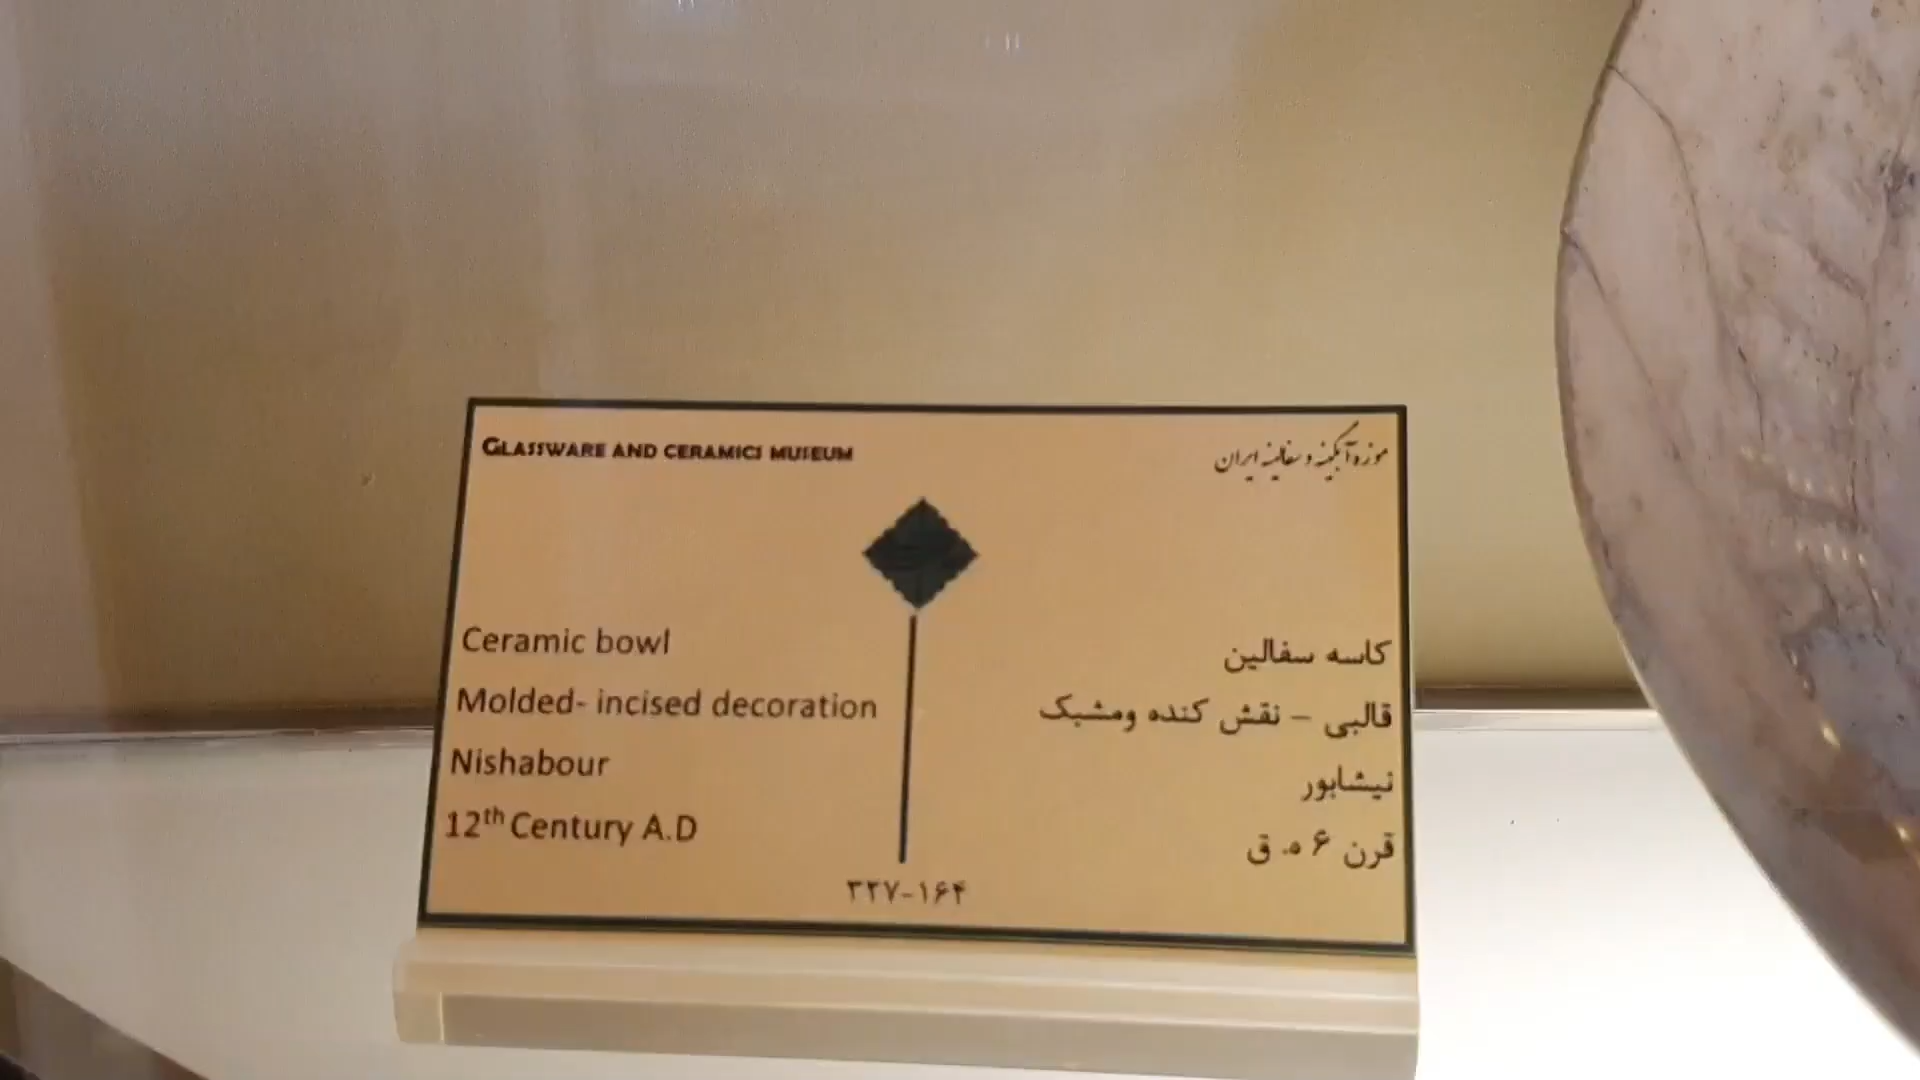 GLASSWARE AND CERAMICS MUSEUM
موزه آبگینه و سفالینه ایران
Ceramic bowl
Molded- incised decoration
Nishabour
12th Century A.D
کاسه سفالین
قالبی – نقش کنده ومشبک
نیشابور
قرن ۶ ه. ق
۳۲۷-۱۶۴